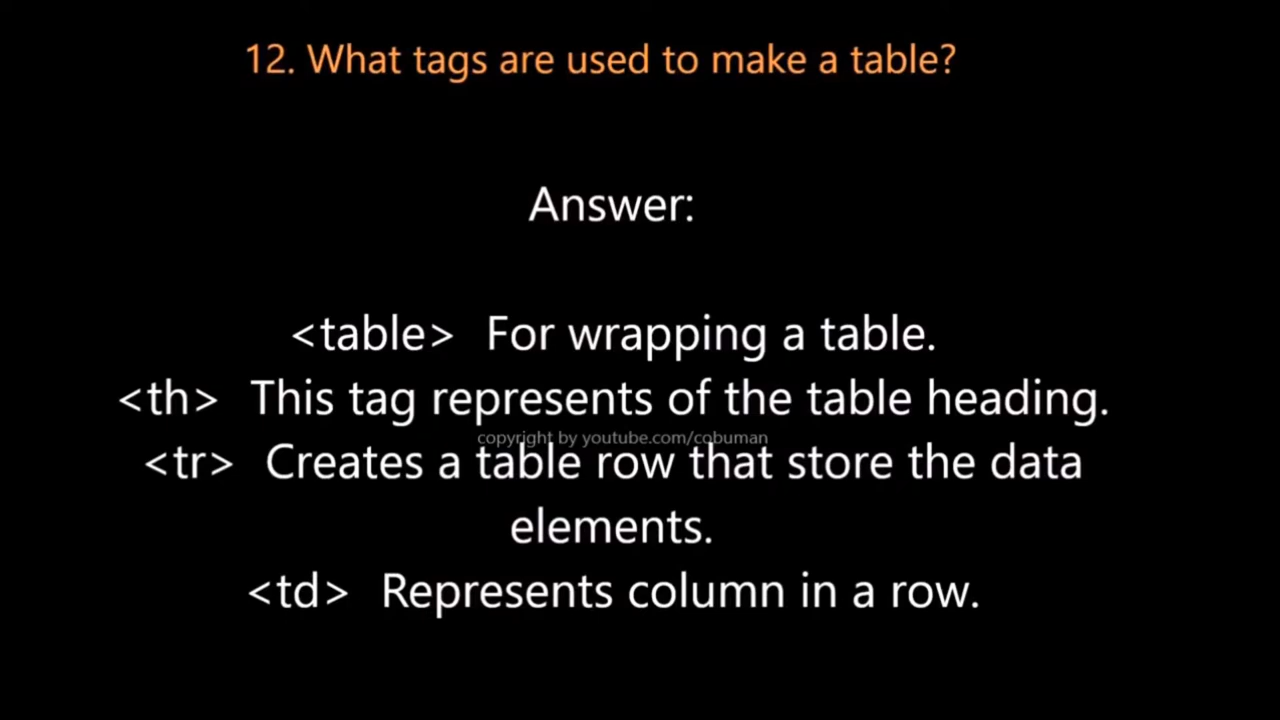 12. What tags are used to make a table?
Answer:
<table> For wrapping a table.
<th> This tag represents of the table heading.
copyright by youtube.com/cobuman
<tr> Creates a table row that store the data
elements.
<td> Represents column in a row.